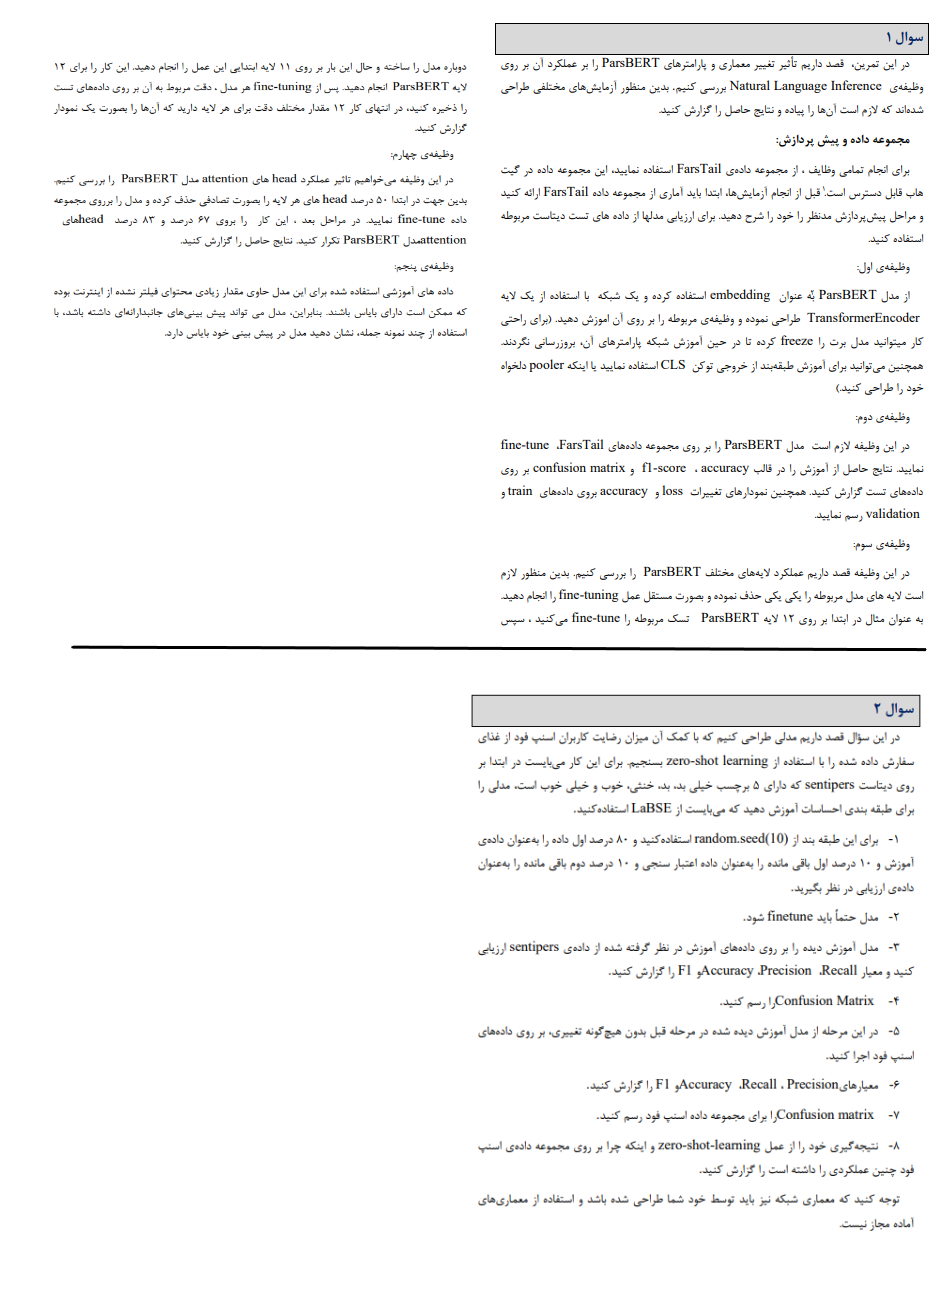 سوال ۱
در این تمرین، قصد داریم تأثیر تغییر معماری و پارامترهای ParsBERT را بر عملکرد آن بر روی
وظیفه‌ی Natural Language Inference بررسی کنیم. بدین منظور آزمایش‌های مختلفی طراحی
شده‌اند که لازم است آن‌ها را پیاده و نتایج حاصل را گزارش کنید.
مجموعه داده و پیش پردازش:
برای انجام تمامی وظایف ، از مجموعه داده‌ی FarsTail استفاده نمایید، این مجموعه داده در گیت
هاب قابل دسترس است.۱ قبل از انجام آزمایش‌ها، ابتدا باید آماری از مجموعه داده FarsTail ارائه کنید
و مراحل پیش‌پردازش مدنظر را خود را شرح دهید. برای ارزیابی مدلها از داده های تست دیتاست مربوطه
استفاده کنید.
وظیفه‌ی اول:
از مدل ParsBERT به عنوان embedding استفاده کرده و یک شبکه با استفاده از یک لایه
TransformerEncoder طراحی نموده و وظیفه‌ی مربوطه را بر روی آن اموزش دهید. (برای راحتی
کار میتوانید مدل برت را freeze کرده تا در حین آموزش شبکه پارامترهای آن، بروزرسانی نگردند.
همچنین می‌توانید برای آموزش طبقه‌بند از خروجی توکن CLS استفاده نمایید یا اینکه pooler دلخواه
خود را طراحی کنید.)
وظیفه‌ی دوم:
در این وظیفه لازم است مدل ParsBERT را بر روی مجموعه داده‌های FarsTail، fine-tune
نمایید. نتایج حاصل از آموزش را در قالب f1-score ، accuracy و confusion matrix بر روی
داده‌های تست گزارش کنید. همچنین نمودارهای تغییرات loss و accuracy بروی داده‌های train و
validation رسم نمایید.
وظیفه‌ی سوم:
در این وظیفه قصد داریم عملکرد لایه‌های مختلف ParsBERT را بررسی کنیم. بدین منظور لازم
است لایه های مدل مربوطه را یکی یکی حذف نموده و بصورت مستقل عمل fine-tuning را انجام دهید.
به عنوان مثال در ابتدا بر روی ۱۲ لایه ParsBERT تسک مربوطه را fine-tune می‌کنید ، سپس
دوباره مدل را ساخته و حال این بار بر روی ۱۱ لایه ابتدایی این عمل را انجام دهید. این کار را برای ۱۲
لایه ParsBERT انجام دهید. پس از fine-tuning هر مدل ، دقت مربوط به آن بر روی داده‌های تست
را ذخیره کنید، در انتهای کار ۱۲ مقدار مختلف دقت برای هر لایه دارید که آن‌ها را بصورت یک نمودار
گزارش کنید.
وظیفه‌ی چهارم:
در این وظیفه می‌خواهیم تاثیر عملکرد head های attention مدل ParsBERT را بررسی کنیم.
بدین جهت در ابتدا ۵۰ درصد head های هر لایه را بصورت تصادفی حذف کرده و مدل را برروی مجموعه
داده fine-tune نمایید. در مراحل بعد ، این کار را بروی ۶۷ درصد و ۸۳ درصد headهای
attentionمدل ParsBERT تکرار کنید. نتایج حاصل را گزارش کنید.
وظیفه‌ی پنجم:
داده های آموزشی استفاده شده برای این مدل حاوی مقدار زیادی محتوای فیلتر نشده از اینترنت بوده
که ممکن است دارای بایاس باشند. بنابراین، مدل می تواند پیش بینی‌های جانبدارانه‌ای داشته باشد، با
استفاده از چند نمونه جمله، نشان دهید مدل در پیش بینی خود بایاس دارد.
سوال ۲
در این سؤال قصد داریم مدلی طراحی کنیم که با کمک آن میزان رضایت کاربران اسنپ فود از غذای
سفارش داده شده را با استفاده از zero-shot learning بسنجیم. برای این کار می‌بایست در ابتدا بر
روی دیتاست sentipers که دارای ۵ برچسب خیلی بد، بد، خنثی، خوب و خیلی خوب است، مدلی را
برای طبقه بندی احساسات آموزش دهید که می‌بایست از LaBSE استفاده‌کنید.
۱- برای این طبقه بند از random.seed(10) استفاده‌کنید و ۸۰ درصد اول داده را به‌عنوان داده‌ی
آموزش و ۱۰ درصد اول باقی مانده را به‌عنوان داده اعتبار سنجی و ۱۰ درصد دوم باقی مانده را به‌عنوان
داده‌ی ارزیابی در نظر بگیرید.
۲- مدل حتماً باید finetune شود.
۳- مدل آموزش دیده را بر روی داده‌های آموزش در نظر گرفته شده از داده‌ی sentipers ارزیابی
کنید و معیار Accuracy ،Precision ،Recallو F1 را گزارش کنید.
۴- Confusion Matrixرا رسم کنید.
۵- در این مرحله از مدل آموزش دیده شده در مرحله قبل بدون هیچ‌گونه تغییری، بر روی داده‌های
اسنپ فود اجرا کنید.
۶- معیارهایAccuracy ،Recall ، Precisionو F1 را گزارش کنید.
۷- Confusion matrixرا برای مجموعه داده اسنپ فود رسم کنید.
۸- نتیجه‌گیری خود را از عمل zero-shot-learning و اینکه چرا بر روی مجموعه داده‌ی اسنپ
فود چنین عملکردی را داشته است را گزارش کنید.
توجه کنید که معماری شبکه نیز باید توسط خود شما طراحی شده باشد و استفاده از معماری‌های
آماده مجاز نیست.